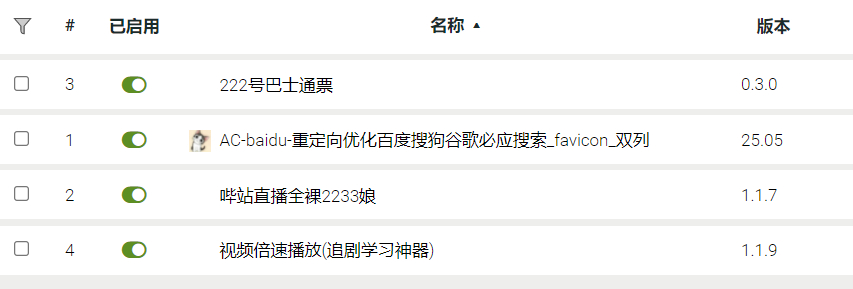 # 已启用 名称 ▲ 版本
3 222号巴士通票 0.3.0
1 AC-baidu-重定向优化百度搜狗谷歌必应搜索_favicon_双列 25.05
2 哔站直播全裸2233娘 1.1.7
4 视频倍速播放(追剧学习神器) 1.1.9